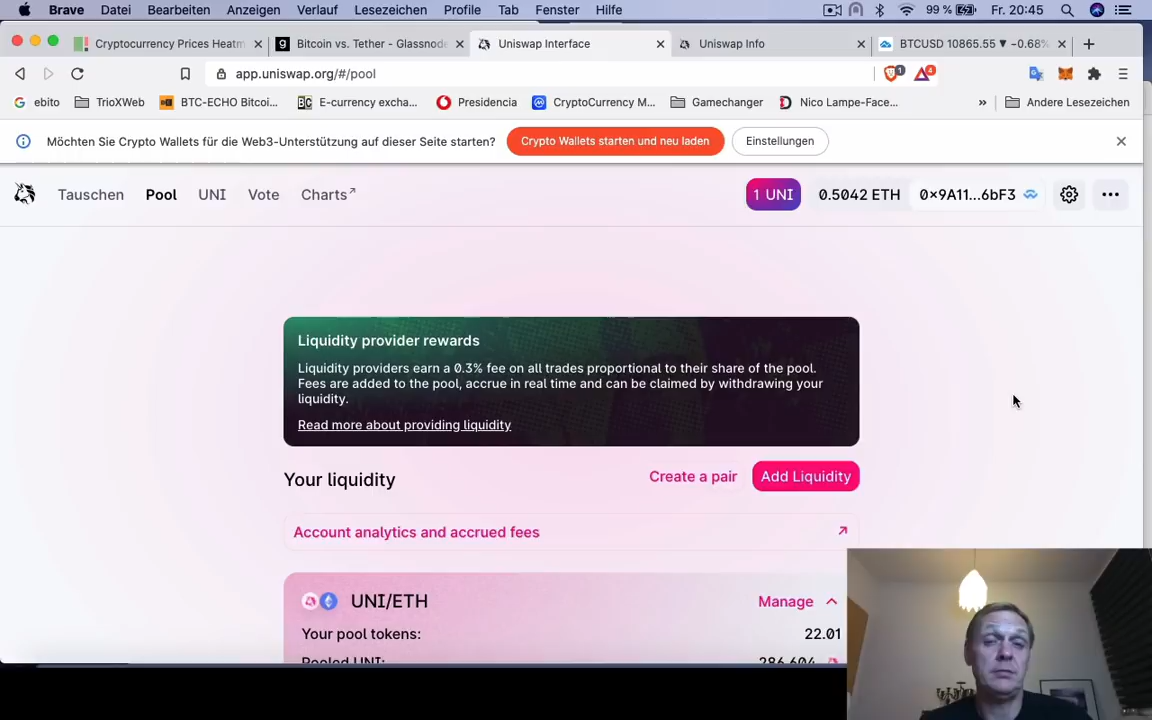 Brave Datei Bearbeiten Anzeigen Verlauf Lesezeichen Profile Tab Fenster Hilfe 99 % Fr. 20:45
Cryptocurrency Prices Heatm Bitcoin vs. Tether - Glassnode Uniswap Interface Uniswap Info BTCUSD 10865.55 ▼ −0.68%
app.uniswap.org/#/pool 1 4
ebito TrioXWeb BTC-ECHO Bitcoi... E-currency excha... Presidencia CryptoCurrency M... Gamechanger Nico Lampe-Face... » Andere Lesezeichen
Möchten Sie Crypto Wallets für die Web3-Unterstützung auf dieser Seite starten? Crypto Wallets starten und neu laden Einstellungen
Tauschen Pool UNI Vote Charts↗ 1 UNI 0.5042 ETH 0×9A11...6bF3
Liquidity provider rewards
Liquidity providers earn a 0.3% fee on all trades proportional to their share of the pool.
Fees are added to the pool, accrue in real time and can be claimed by withdrawing your
liquidity.
Read more about providing liquidity
Your liquidity Create a pair Add Liquidity
Account analytics and accrued fees ↗
UNI/ETH Manage
Your pool tokens: 22.01
Pooled UNI: 286.604